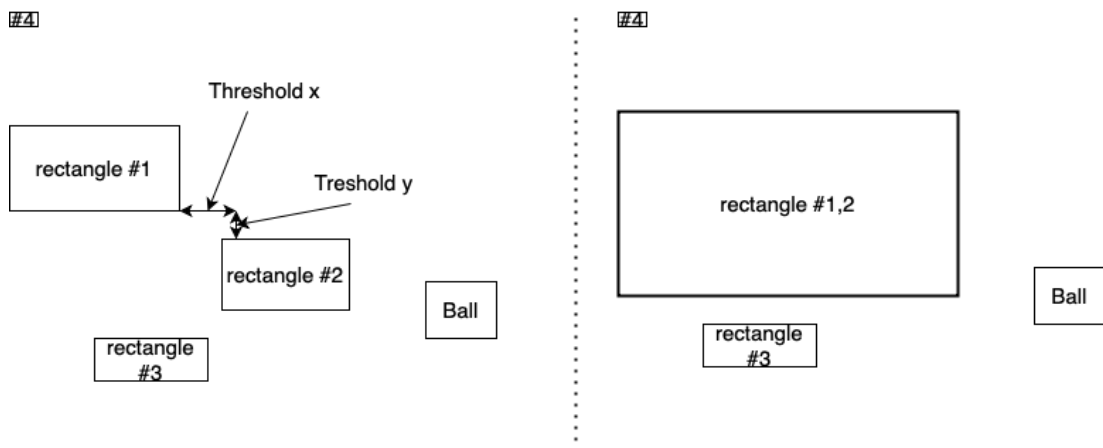 #4
Threshold x
rectangle #1
Treshold y
rectangle #2
Ball
rectangle
#3
#4
rectangle #1,2
Ball
rectangle
#3